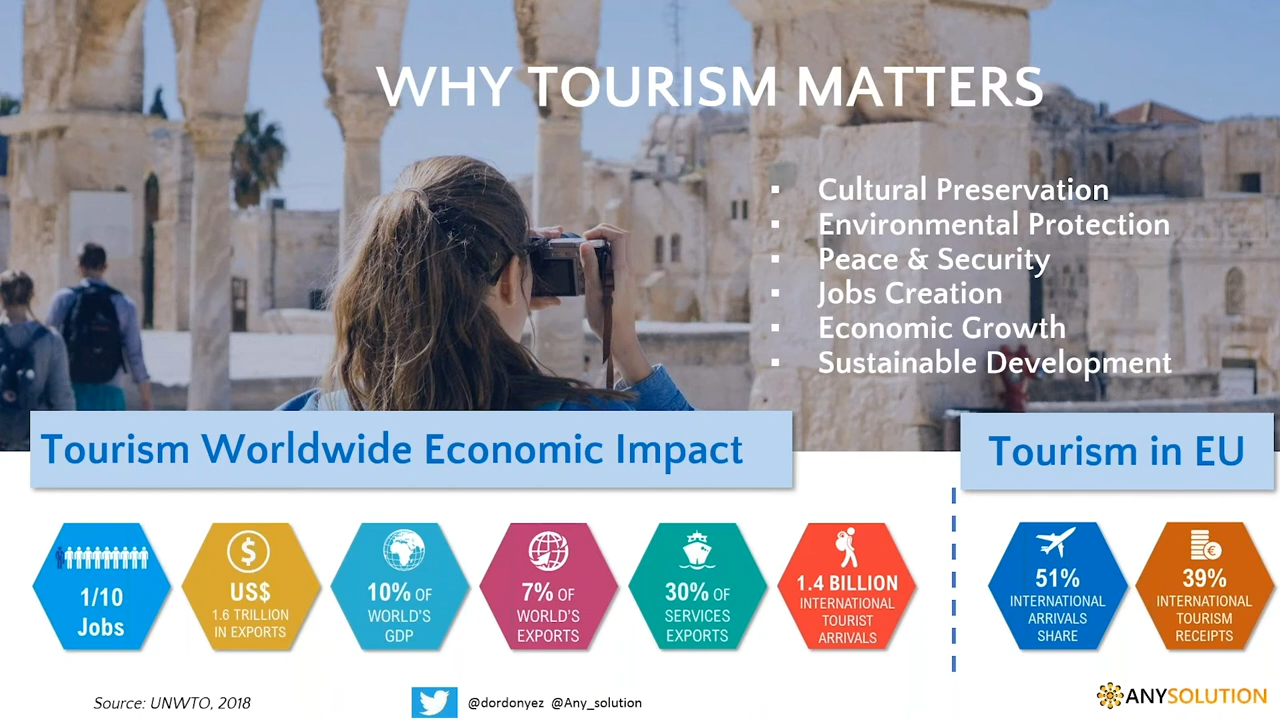 WHY TOURISM MATTERS
▪ Cultural Preservation
▪ Environmental Protection
▪ Peace & Security
▪ Jobs Creation
▪ Economic Growth
▪ Sustainable Development
Tourism Worldwide Economic Impact
1/10
Jobs
US$
1.6 TRILLION
IN EXPORTS
10% OF
WORLD'S
GDP
7% OF
WORLD'S
EXPORTS
30% OF
SERVICES
EXPORTS
1.4 BILLION
INTERNATIONAL
TOURIST
ARRIVALS
Tourism in EU
51%
INTERNATIONAL
ARRIVALS
SHARE
39%
INTERNATIONAL
TOURISM
RECEIPTS
Source: UNWTO, 2018
@dordonyez @Any_solution
ANYSOLUTION